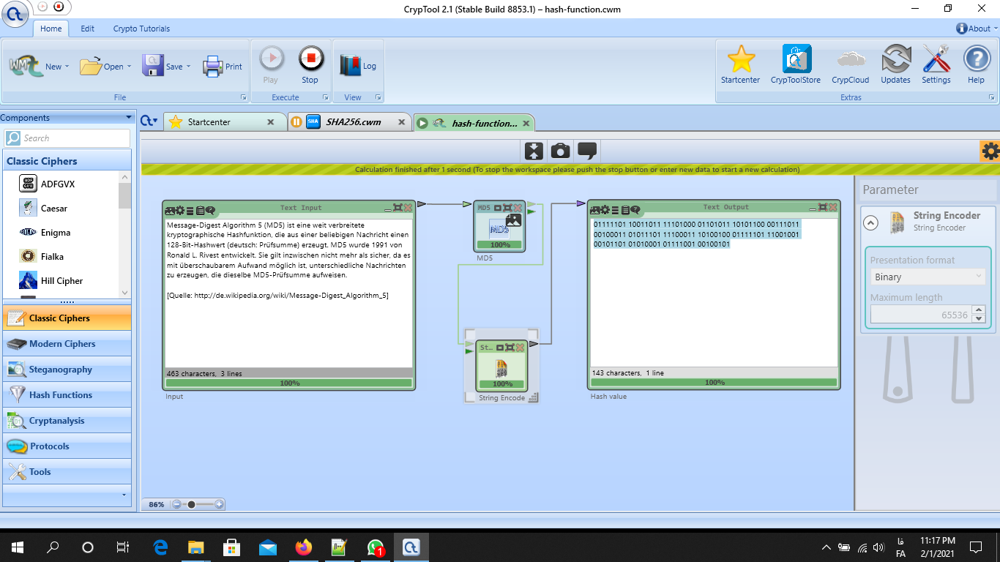 CrypTool 2.1 (Stable Build 8853.1) – hash-function.cwm
Home Edit Crypto Tutorials
About
New Open Save Print
Play Stop
Log
Startcenter CrypToolStore CrypCloud Updates Settings Help
File Execute View Extras
Components
Startcenter
SHA SHA256.cwm
hash-function...
Search
Classic Ciphers
ADFGVX
Caesar
Enigma
Fialka
Hill Cipher
Classic Ciphers
Modern Ciphers
Steganography
Hash Functions
Cryptanalysis
Protocols
Tools
Calculation finished after 1 second (To stop the workspace please push the stop button or enter new data to start a new calculation)
Text Input
Message-Digest Algorithm 5 (MD5) ist eine weit verbreitete
kryptographische Hashfunktion, die aus einer beliebigen Nachricht einen
128-Bit-Hashwert (deutsch: Prüfsumme) erzeugt. MD5 wurde 1991 von
Ronald L. Rivest entwickelt. Sie gilt inzwischen nicht mehr als sicher, da es
mit überschaubarem Aufwand möglich ist, unterschiedliche Nachrichten
zu erzeugen, die dieselbe MD5-Prüfsumme aufweisen.
[Quelle: http://de.wikipedia.org/wiki/Message-Digest_Algorithm_5]
463 characters, 3 lines
100%
Input
MD5
MD5
100%
MD5
St...
100%
String Encode
Text Output
01111101 10011011 11101000 01101011 10101100 00111011
00100011 01011101 11100011 10100100 01111101 11001001
00101101 01010001 01111001 00100101
143 characters, 1 line
100%
Hash value
Parameter
String Encoder
String Encoder
Presentation format
Binary
Maximum length
65536
86%
11:17 PM
فا
FA
2/1/2021
1